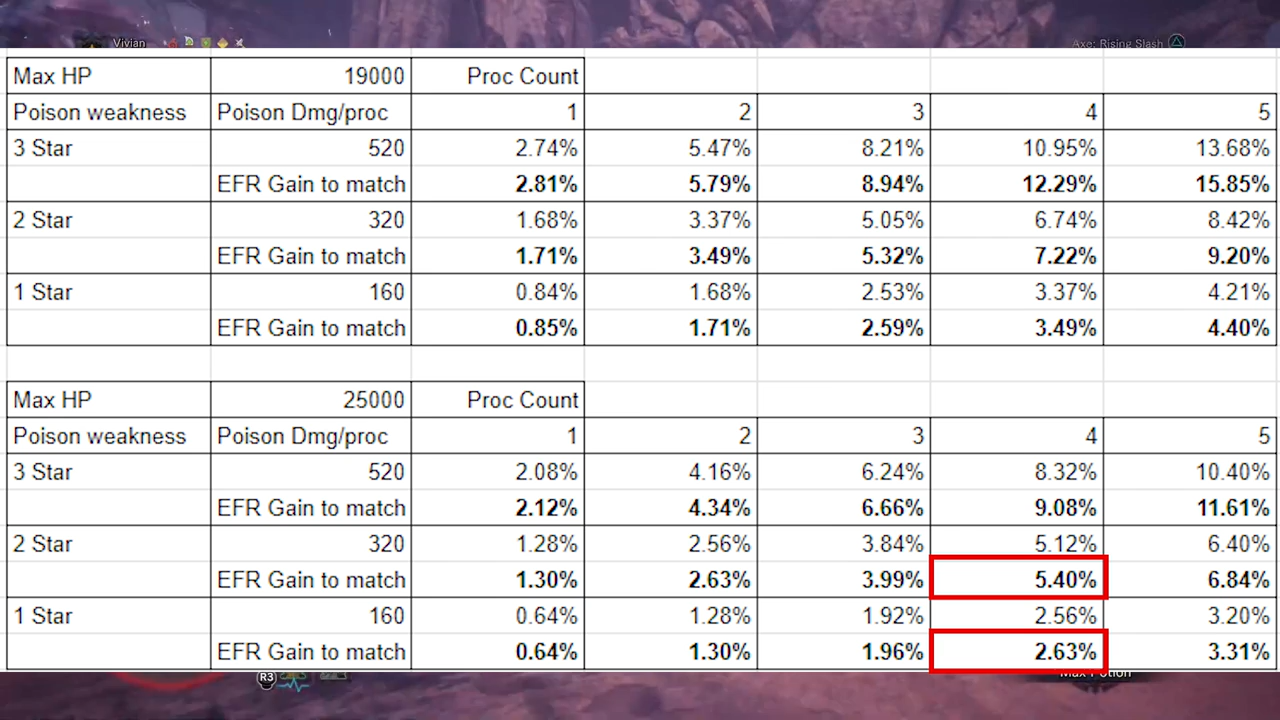 Vivian
Axe: Rising Slash
Max HP 19000 Proc Count
Poison weakness Poison Dmg/proc 1 2 3 4 5
3 Star 520 2.74% 5.47% 8.21% 10.95% 13.68%
EFR Gain to match 2.81% 5.79% 8.94% 12.29% 15.85%
2 Star 320 1.68% 3.37% 5.05% 6.74% 8.42%
EFR Gain to match 1.71% 3.49% 5.32% 7.22% 9.20%
1 Star 160 0.84% 1.68% 2.53% 3.37% 4.21%
EFR Gain to match 0.85% 1.71% 2.59% 3.49% 4.40%
Max HP 25000 Proc Count
Poison weakness Poison Dmg/proc 1 2 3 4 5
3 Star 520 2.08% 4.16% 6.24% 8.32% 10.40%
EFR Gain to match 2.12% 4.34% 6.66% 9.08% 11.61%
2 Star 320 1.28% 2.56% 3.84% 5.12% 6.40%
EFR Gain to match 1.30% 2.63% 3.99% 5.40% 6.84%
1 Star 160 0.64% 1.28% 1.92% 2.56% 3.20%
EFR Gain to match 0.64% 1.30% 1.96% 2.63% 3.31%
R3
Max Potion